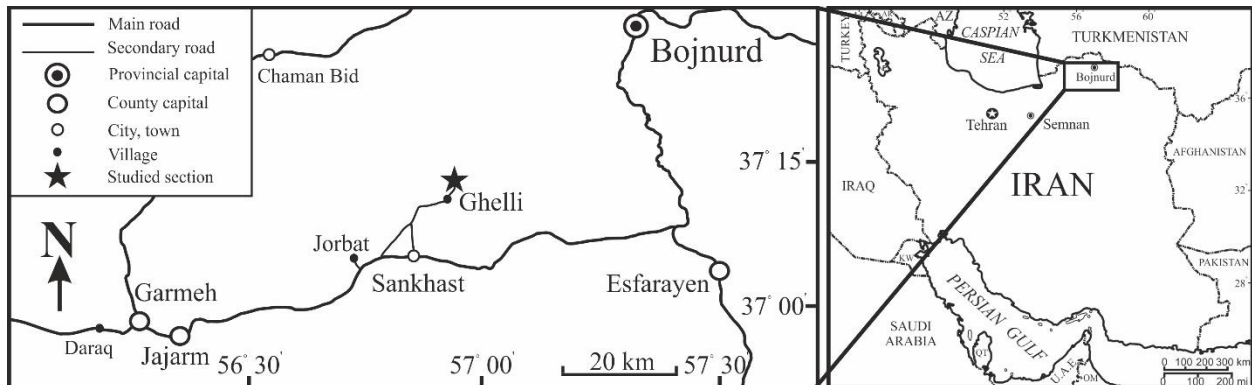 Main road
Secondary road
Provincial capital
County capital
City, town
Village
Studied section
N
Chaman Bid
Bojnurd
37° 15'
Ghelli
Jorbat
Sankhast
Esfarayen
Garmeh
37° 00'
Daraq
Jajarm
56° 30'
57° 00'
20 km
57° 30'
TURKEY
AR
AZ
52
56
60
CASPIAN
SEA
TURKMENISTAN
Bojnurd
36
Tehran
Semnan
AFGHANISTAN
IRAQ
IRAN
32
KW
PAKISTAN
28
PERSIAN GULF
SAUDI
ARABIA
QT
U.A.E.
OM
0 100 200 300 km
0 100 200 mi